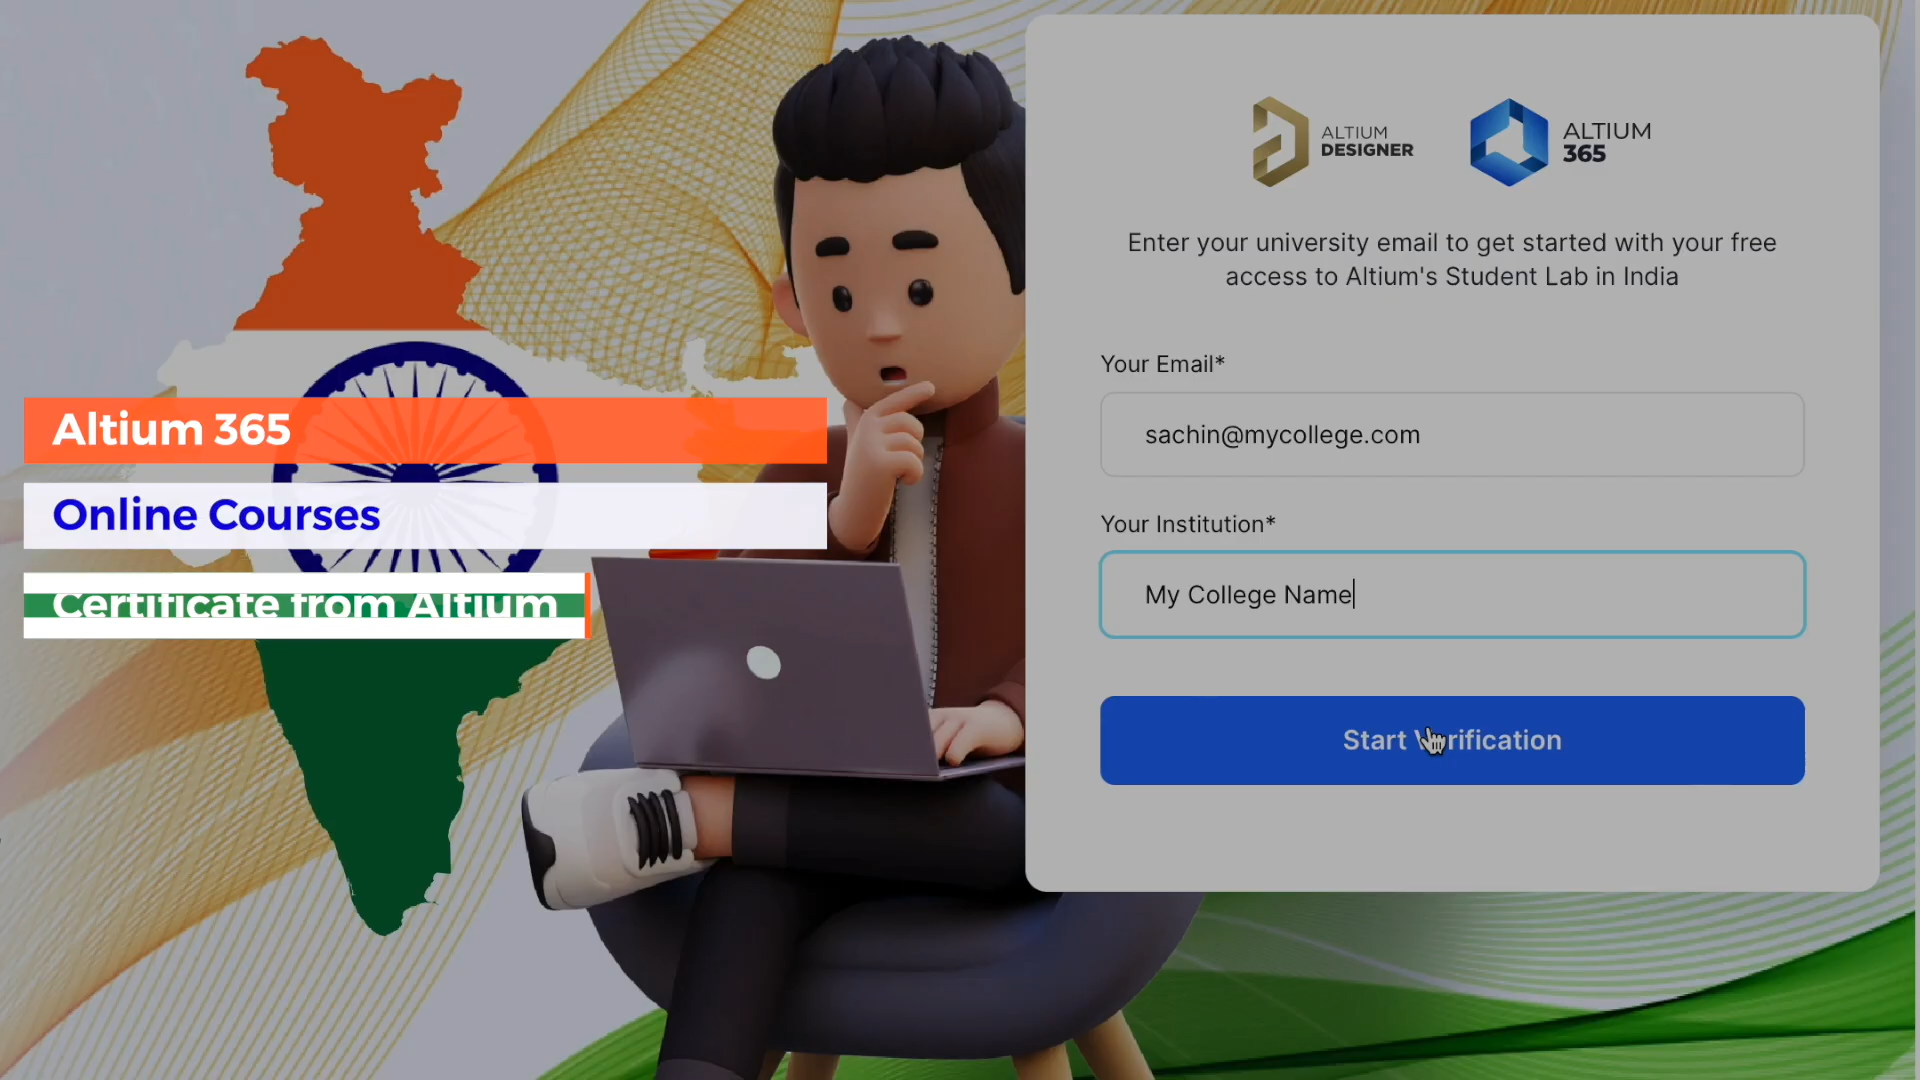 Altium 365
Online Courses
Certificate from Altium
ALTIUM
DESIGNER
ALTIUM
365
Enter your university email to get started with your free
access to Altium's Student Lab in India
Your Email*
sachin@mycollege.com
Your Institution*
My College Name
Start Verification